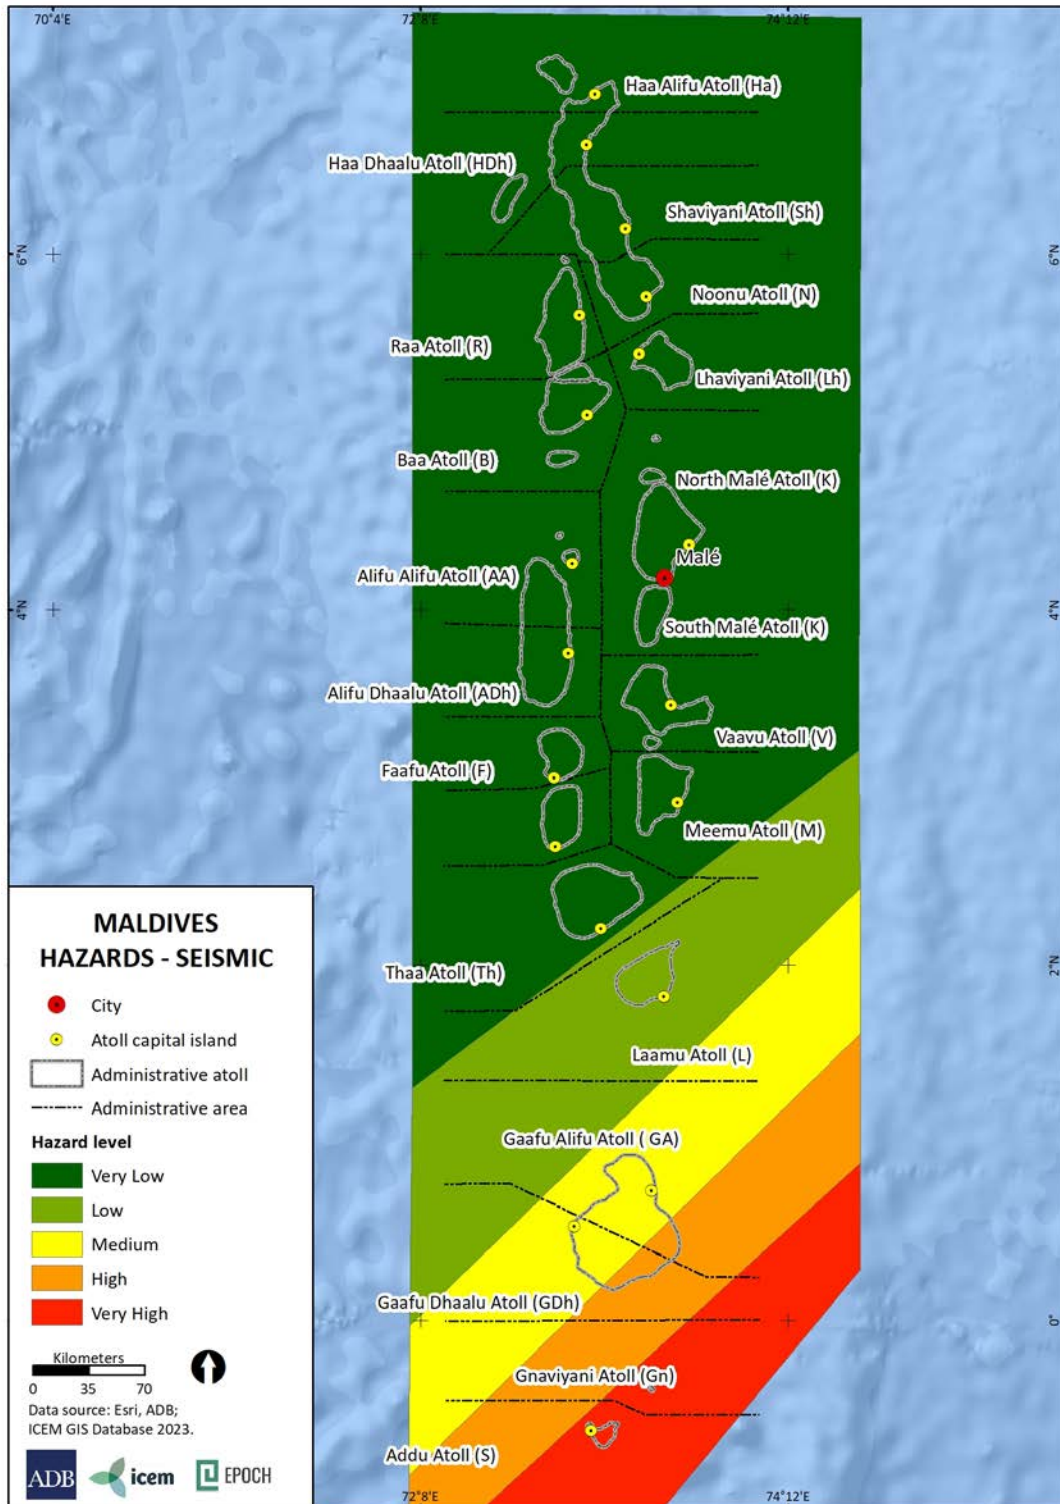 70°4'E
72°8'E
74°12'E
Haa Alifu Atoll (Ha)
Haa Dhaalu Atoll (HDh)
Shaviyani Atoll (Sh)
6°N
6°N
Noonu Atoll (N)
Raa Atoll (R)
Lhaviyani Atoll (Lh)
Baa Atoll (B)
North Malé Atoll (K)
Malé
Alifu Alifu Atoll (AA)
4°N
4°N
South Malé Atoll (K)
Alifu Dhaalu Atoll (ADh)
Vaavu Atoll (V)
Faafu Atoll (F)
Meemu Atoll (M)
Thaa Atoll (Th)
2°N
Laamu Atoll (L)
Gaafu Alifu Atoll ( GA)
Gaafu Dhaalu Atoll (GDh)
0°
Gnaviyani Atoll (Gn)
Addu Atoll (S)
72°8'E
74°12'E
MALDIVES
HAZARDS - SEISMIC
City
Atoll capital island
Administrative atoll
Administrative area
Hazard level
Very Low
Low
Medium
High
Very High
Kilometers
0 35 70
Data source: Esri, ADB;
ICEM GIS Database 2023.
ADB icem EPOCH